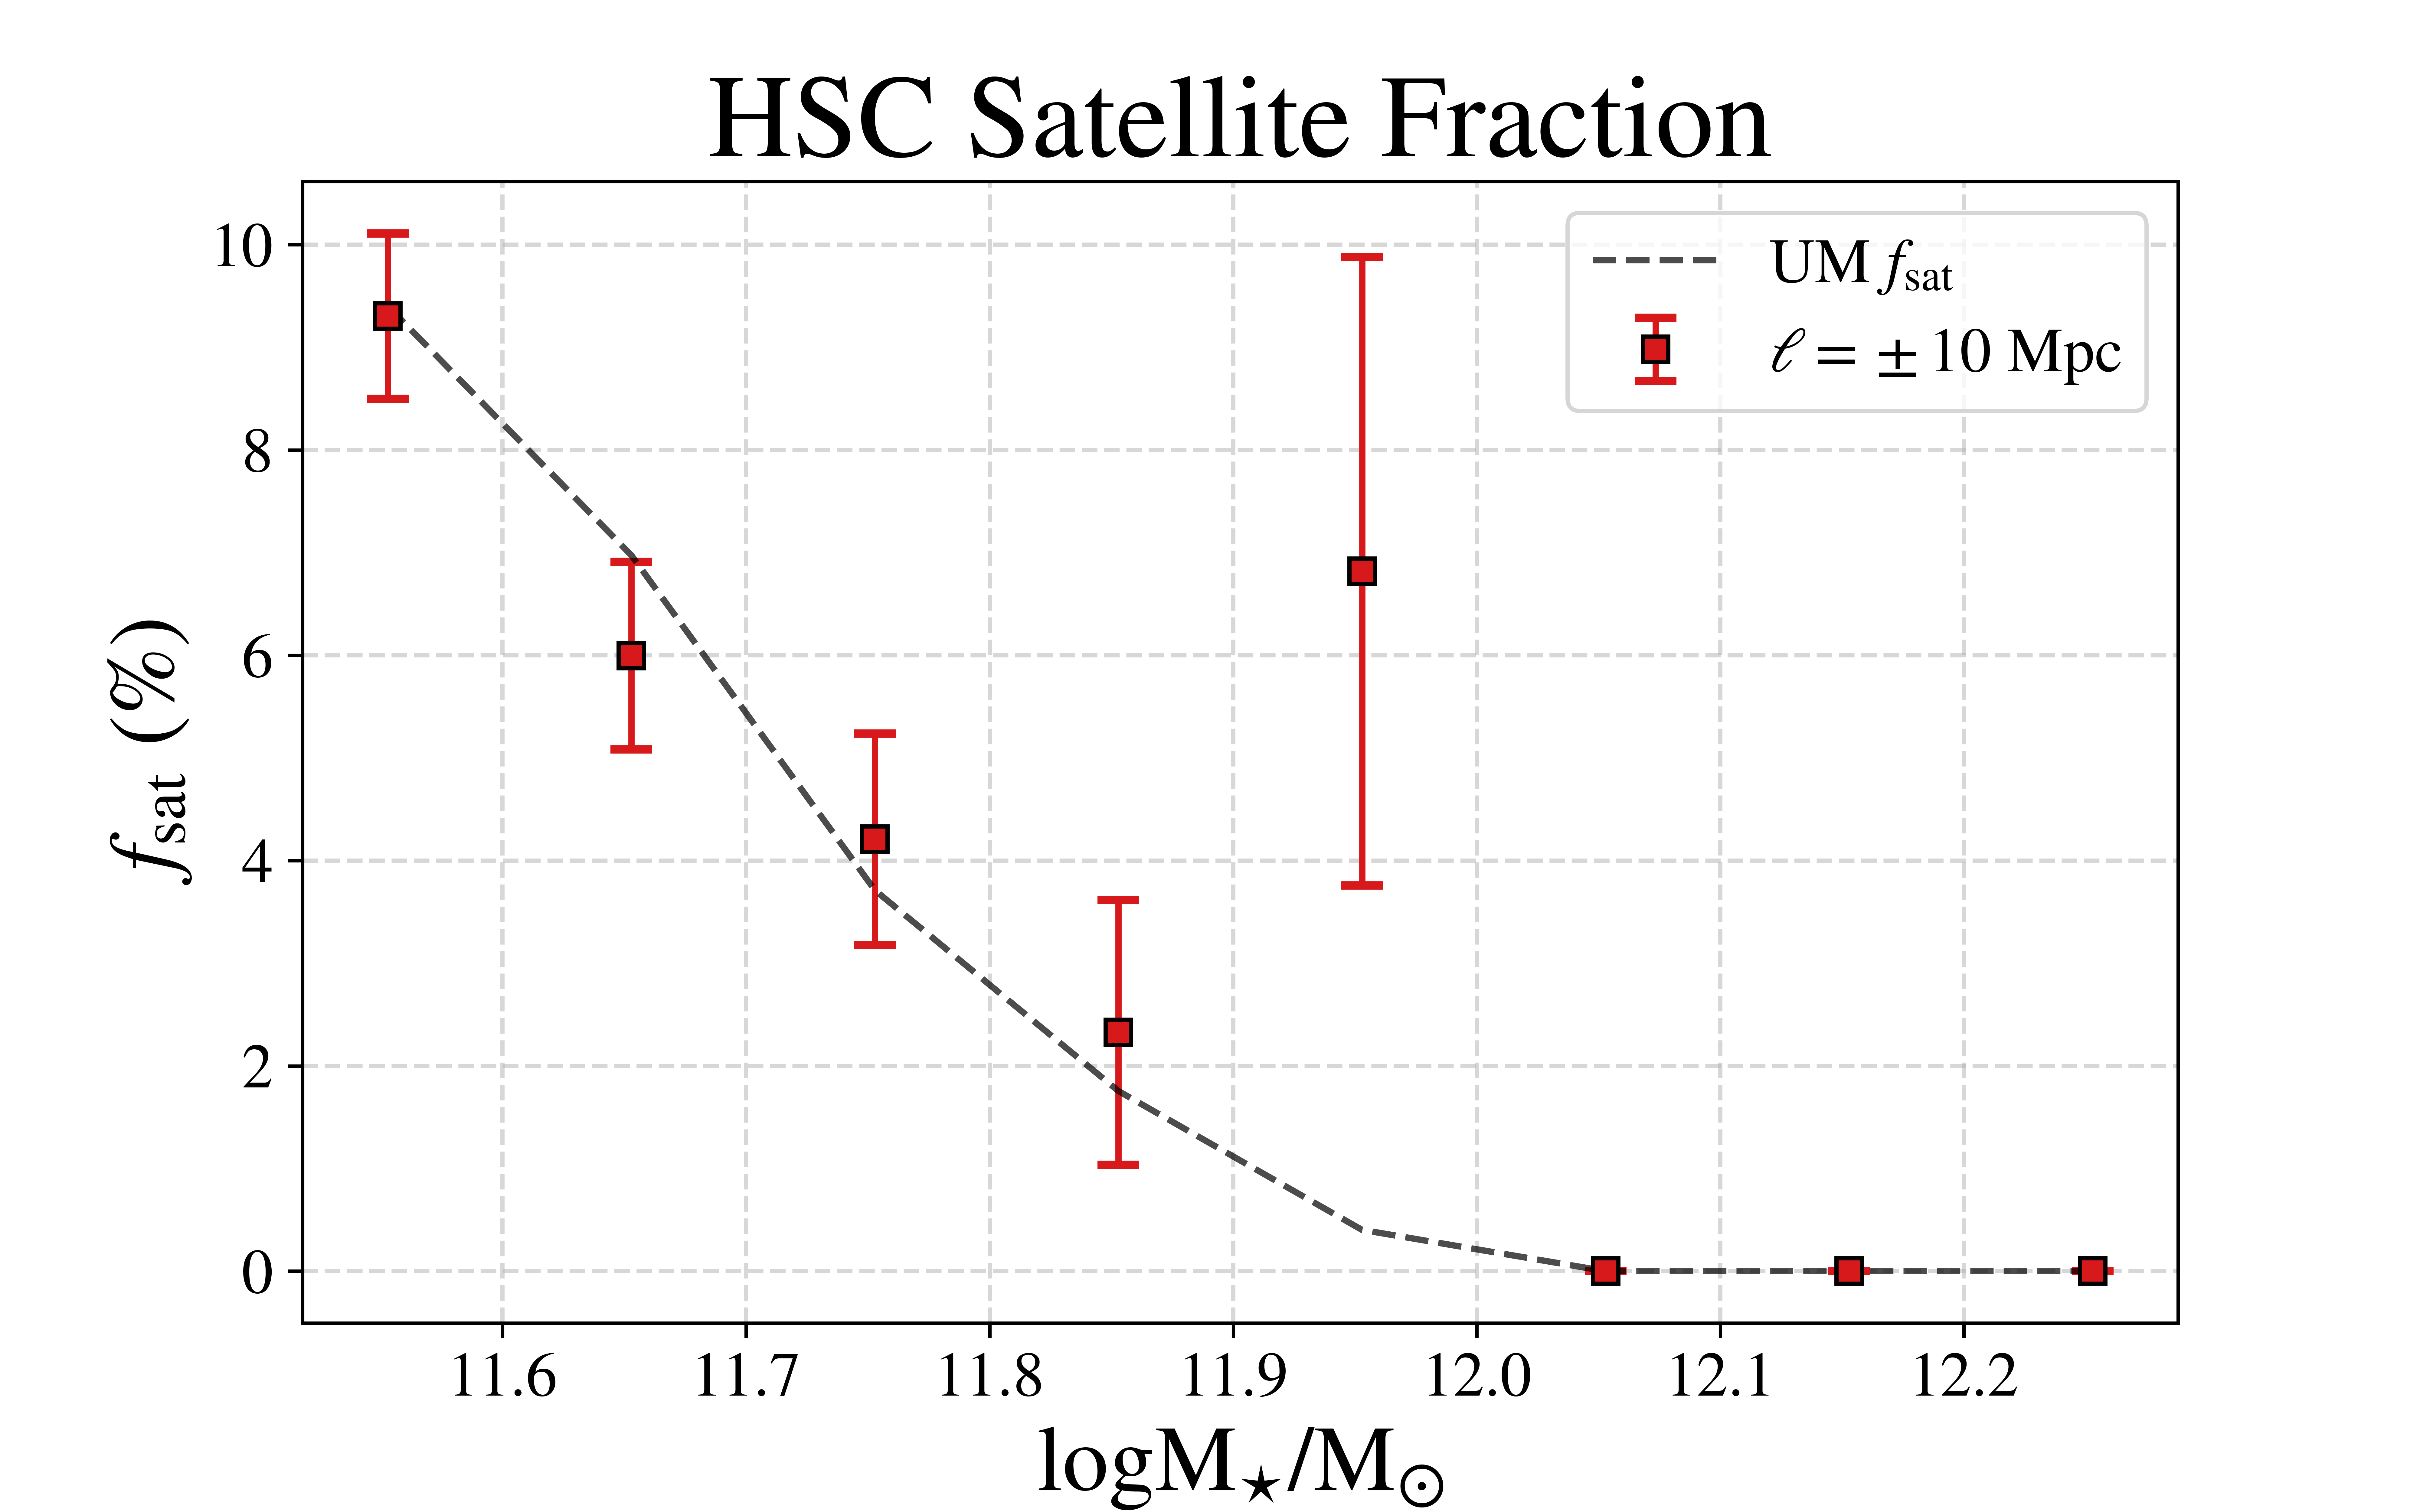 HSC Satellite Fraction
UM f_sat
ℓ = ± 10 Mpc
f_sat (%)
10
8
6
4
2
0
11.6 11.7 11.8 11.9 12.0 12.1 12.2
logM★/M⊙